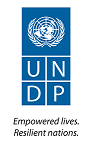 U N
D P
Empowered lives.
Resilient nations.